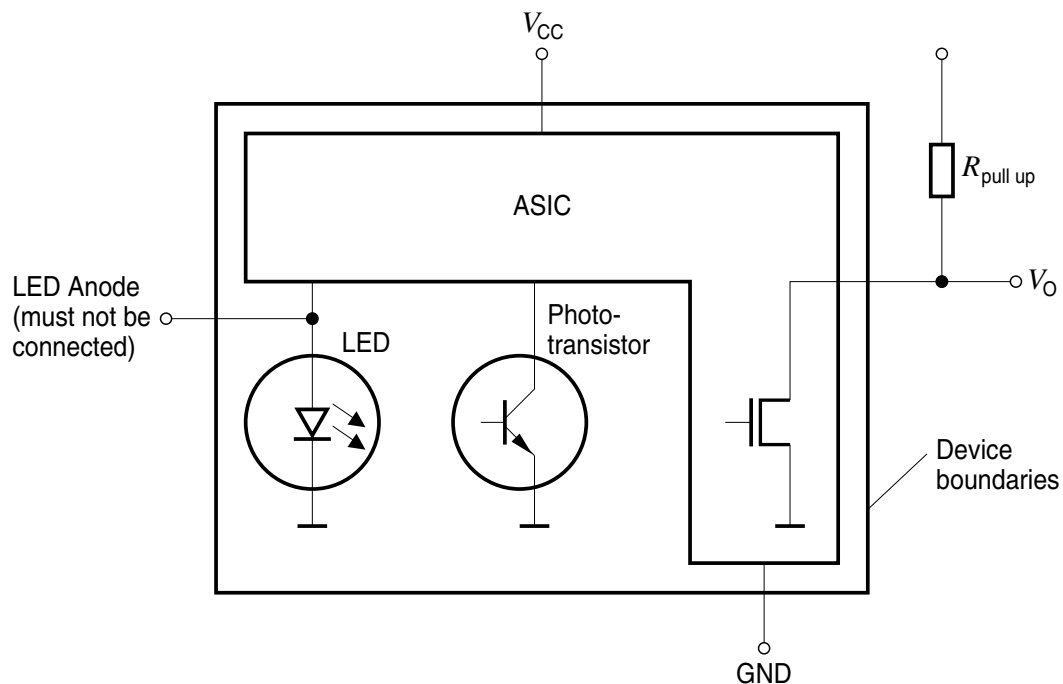 VCC
Rpull up
ASIC
VO
LED Anode
(must not be
connected)
LED
Photo-
transistor
Device
boundaries
GND